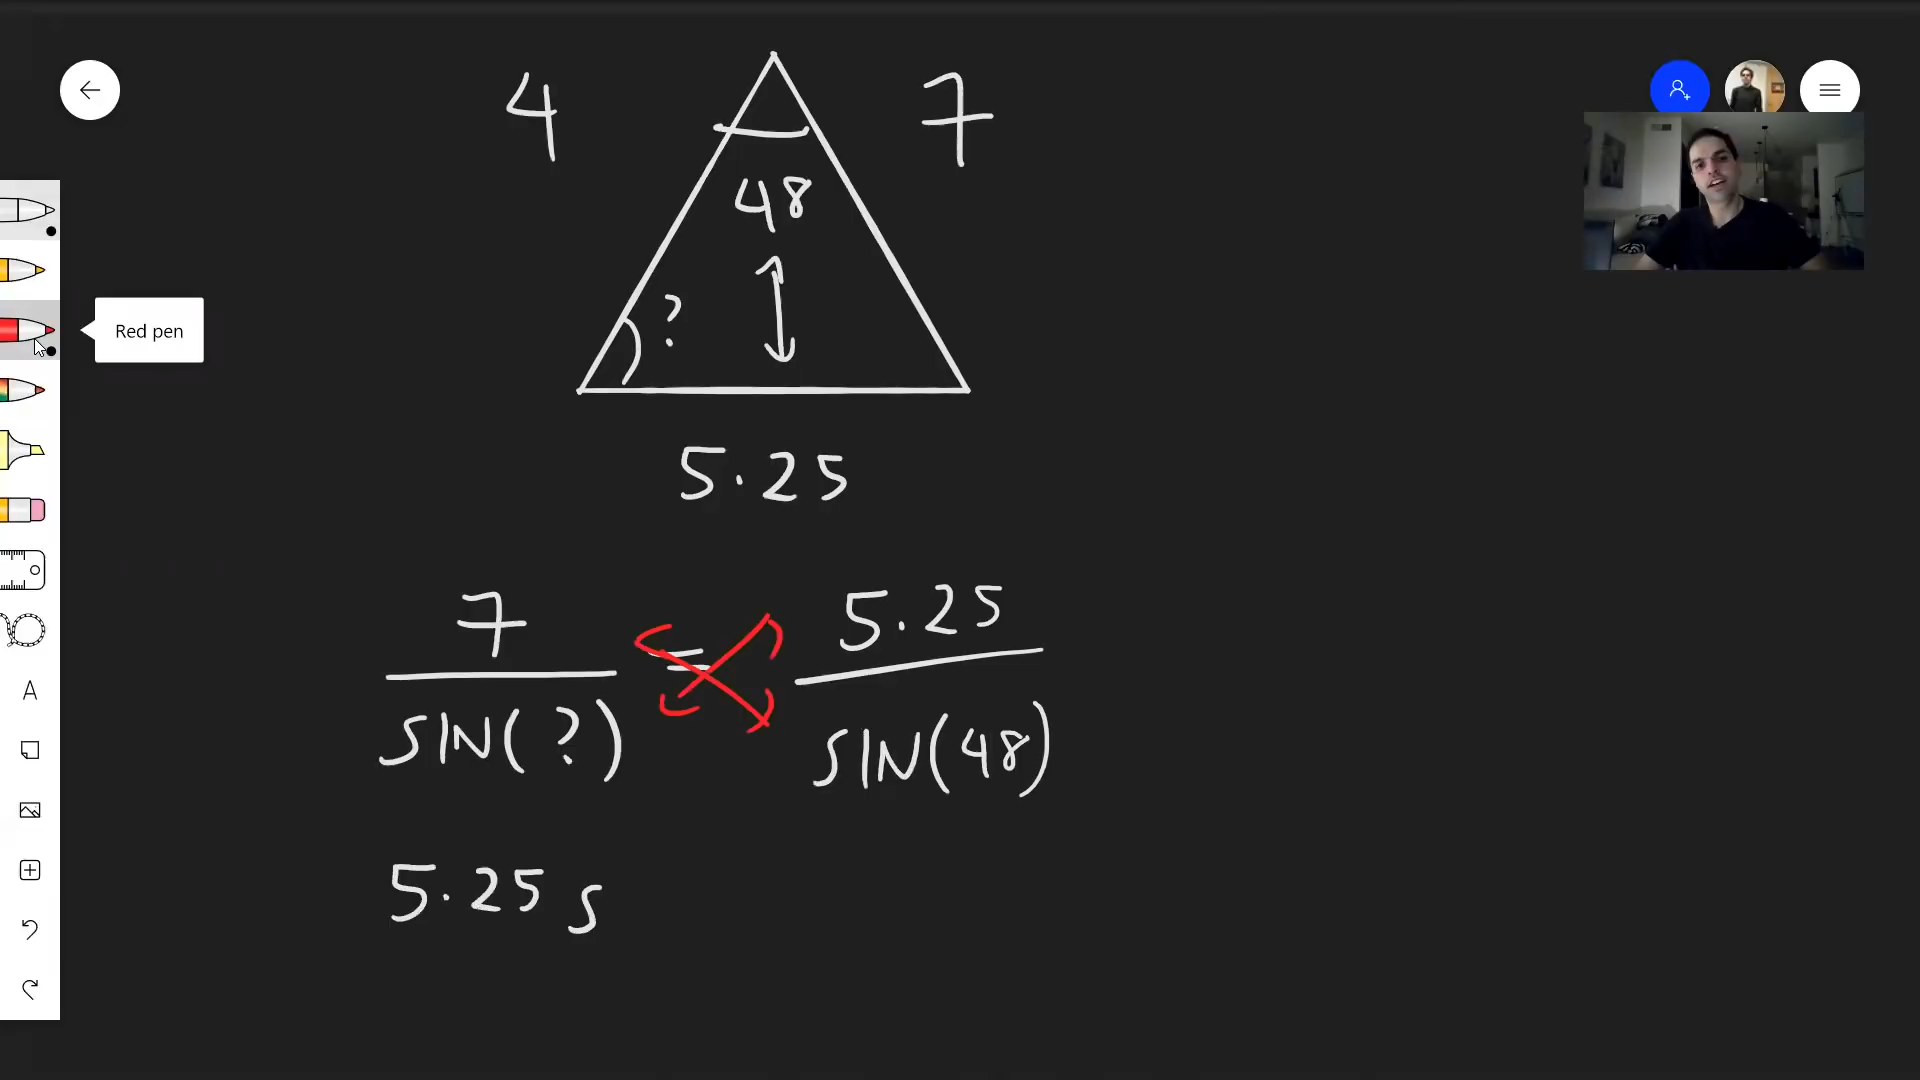 4
7
48
?
5.25
Red pen
7 = 5.25
SIN(?) SIN(48)
A
5.25 S